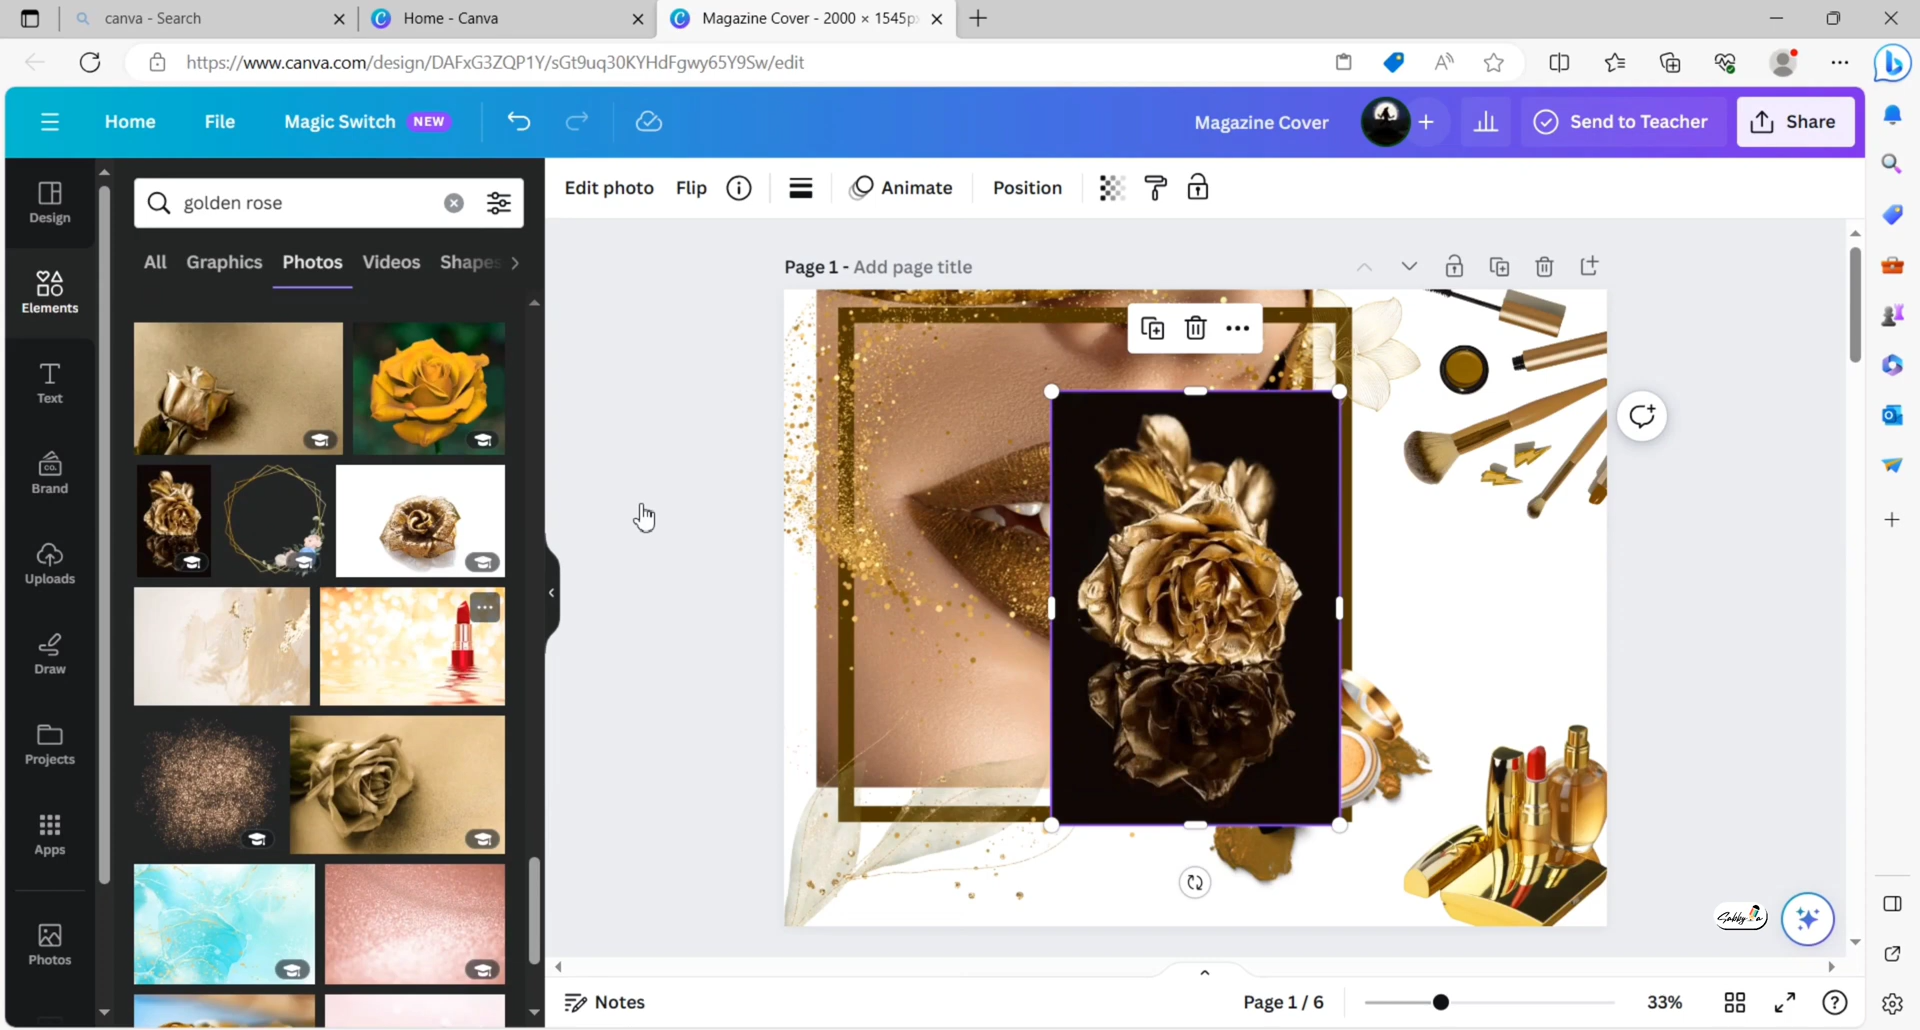 canva - Search
Home - Canva
Magazine Cover - 2000 × 1545p
https://www.canva.com/design/DAFxG3ZQP1Y/sGt9uq30KYHdFgwy65Y9Sw/edit
Home
File
Magic Switch NEW
Magazine Cover
Send to Teacher
Share
Design
Elements
Text
Brand
Uploads
Draw
Projects
Apps
Photos
golden rose
All
Graphics
Photos
Videos
Shapes
Edit photo
Flip
Animate
Position
Page 1 - Add page title
CO.
Notes
Page 1 / 6
33%